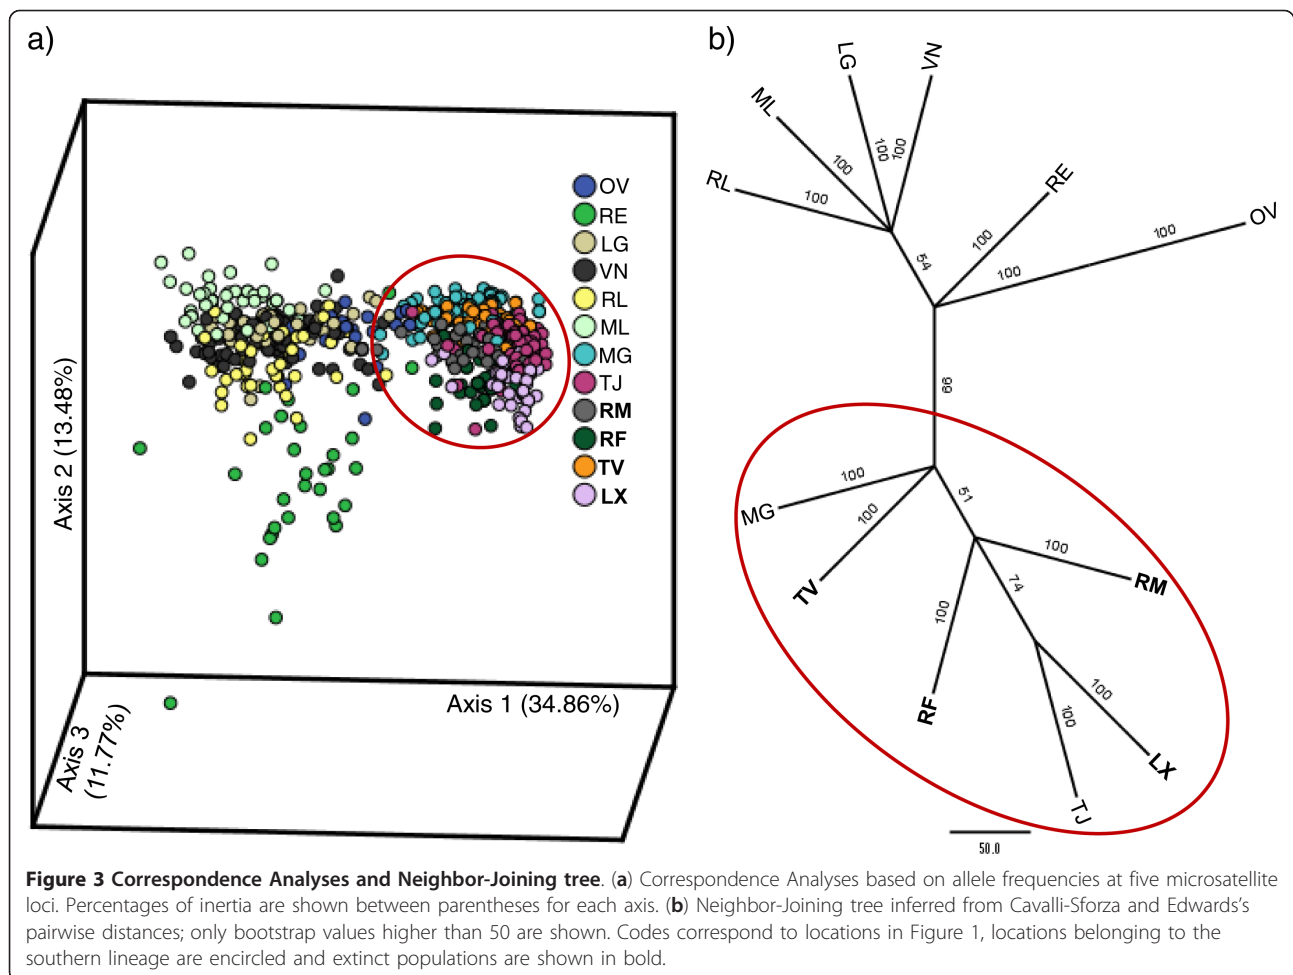 a)
OV
RE
LG
VN
RL
ML
MG
TJ
RM
RF
TV
LX
Axis 2 (13.48%)
Axis 1 (34.86%)
Axis 3
(11.77%)
b)
LG
VN
ML
RL
RE
OV
100
100
100
100
100
100
100
54
66
MG
100
TV
100
51
100
RM
74
100
RF
100
LX
100
TJ
50.0
Figure 3 Correspondence Analyses and Neighbor-Joining tree. (a) Correspondence Analyses based on allele frequencies at five microsatellite
loci. Percentages of inertia are shown between parentheses for each axis. (b) Neighbor-Joining tree inferred from Cavalli-Sforza and Edwards's
pairwise distances; only bootstrap values higher than 50 are shown. Codes correspond to locations in Figure 1, locations belonging to the
southern lineage are encircled and extinct populations are shown in bold.